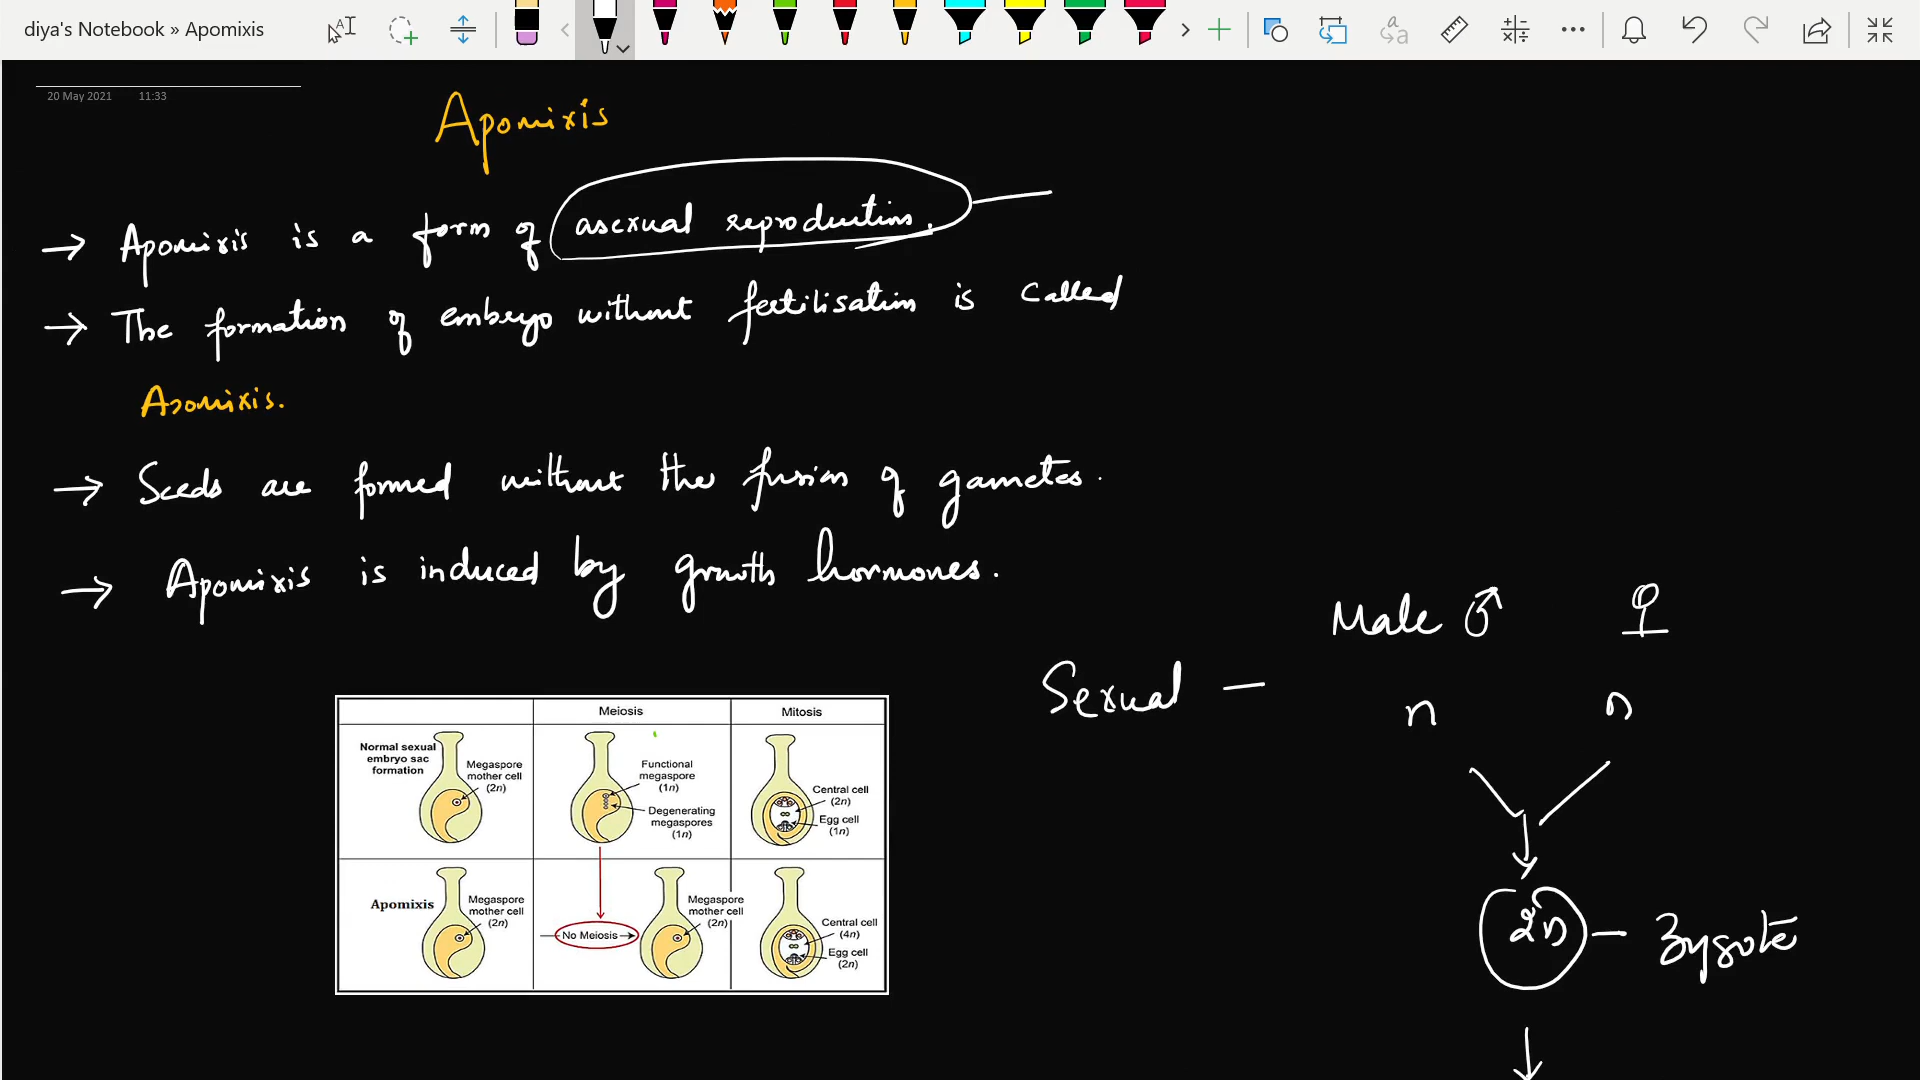 diya's Notebook » Apomixis
20 May 2021 11:33
Apomixis
→ Apomixis is a form of asexual reproduction.
→ The formation of embryo without fertilisation is called
Apomixis.
→ Seeds are formed without the fusion of gametes.
→ Apomixis is induced by growth hormones.
Male ♂ ♀
Sexual —
n n
2n — Zygote
Meiosis Mitosis
Normal sexual
embryo sac
formation
Megaspore
mother cell
(2n)
Functional
megaspore
(1n)
Degenerating
megaspores
(1n)
Central cell
(2n)
Egg cell
(1n)
Apomixis
Megaspore
mother cell
(2n)
No Meiosis
Megaspore
mother cell
(2n)
Central cell
(4n)
Egg cell
(2n)